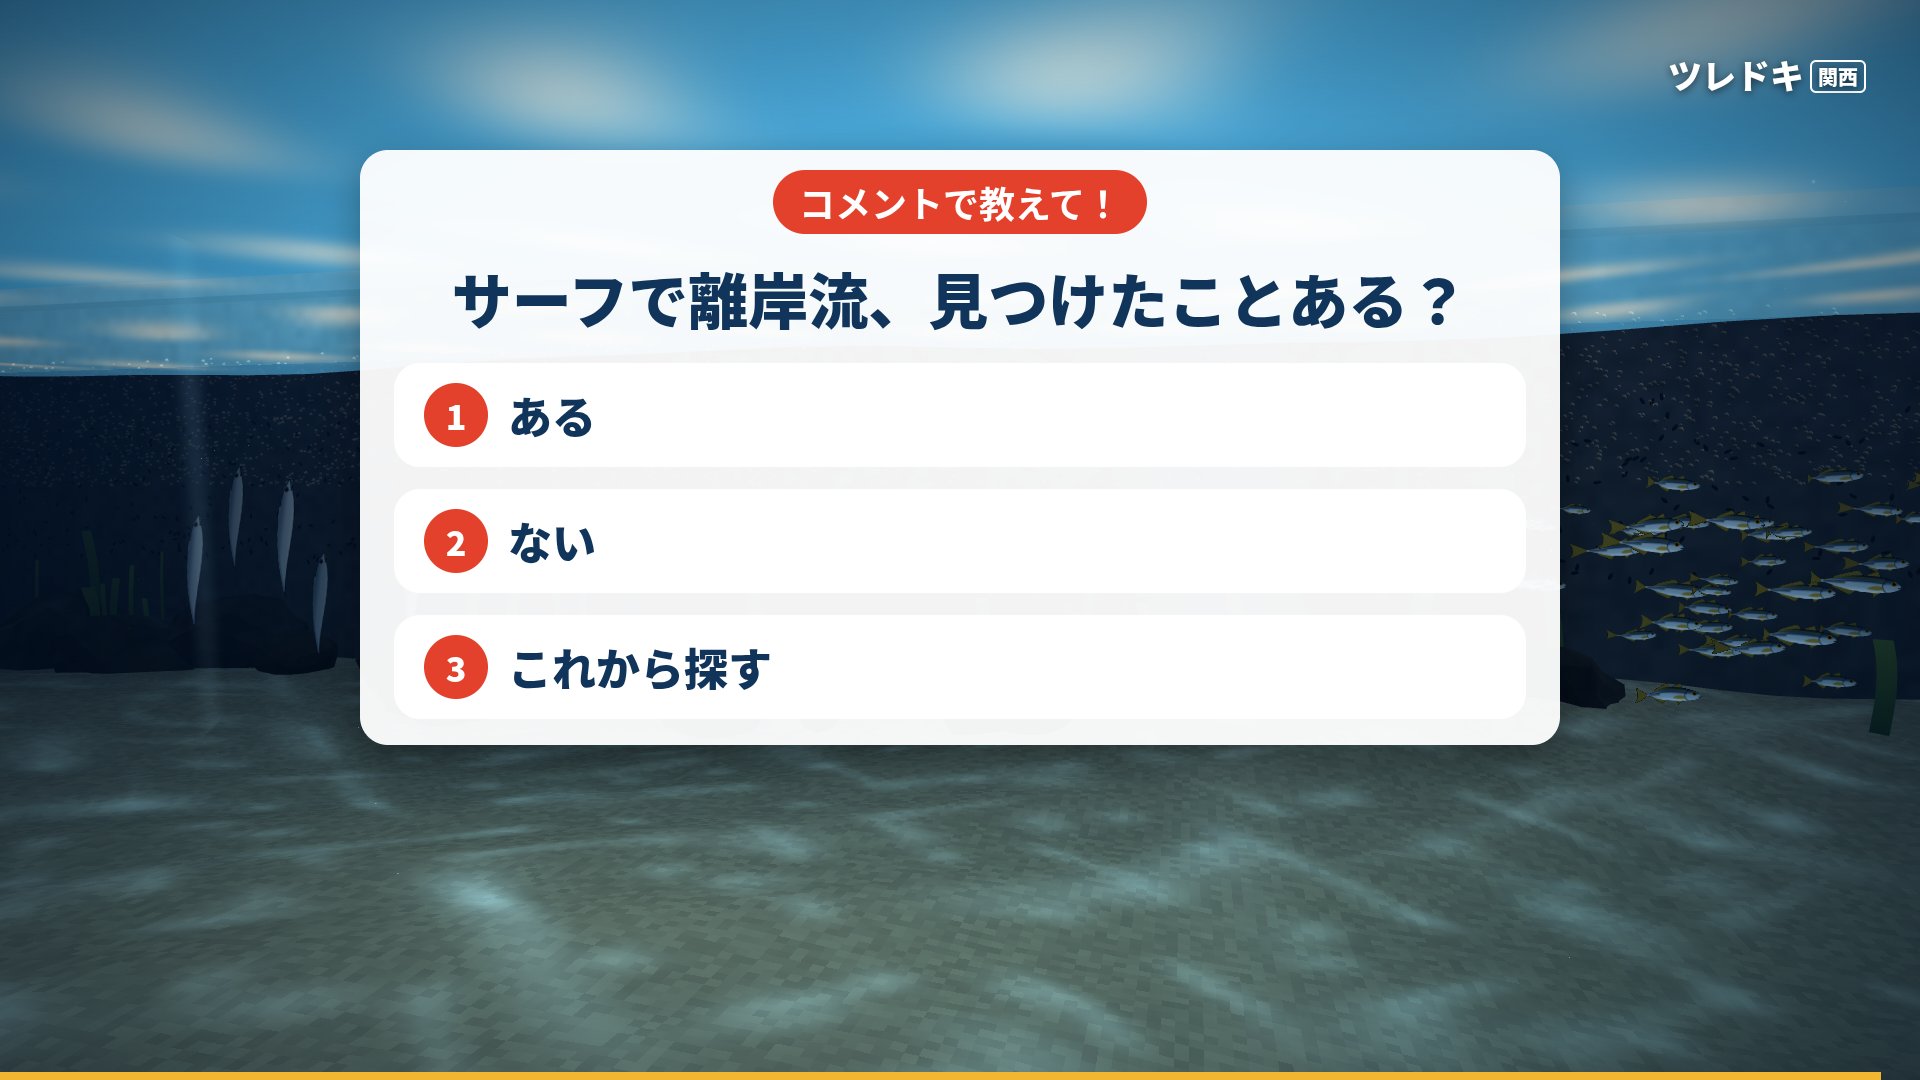 ツレドキ 関西
コメントで教えて！
サーフで離岸流、見つけたことある？
1 ある
2 ない
3 これから探す